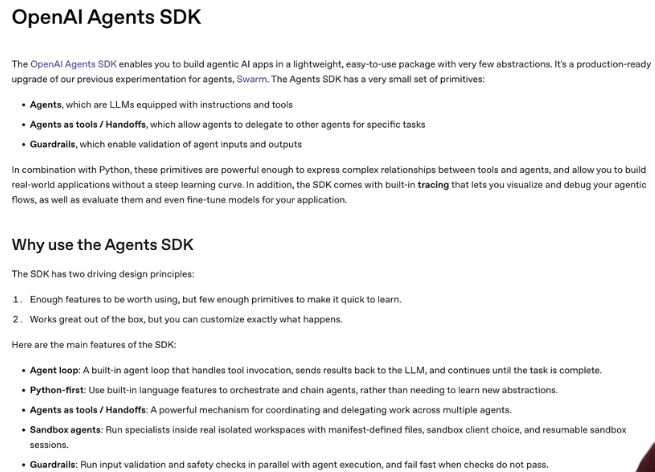 OpenAI Agents SDK
The OpenAI Agents SDK enables you to build agentic AI apps in a lightweight, easy-to-use package with very few abstractions. It's a production-ready
upgrade of our previous experimentation for agents, Swarm. The Agents SDK has a very small set of primitives:
• Agents, which are LLMs equipped with instructions and tools
• Agents as tools / Handoffs, which allow agents to delegate to other agents for specific tasks
• Guardrails, which enable validation of agent inputs and outputs
In combination with Python, these primitives are powerful enough to express complex relationships between tools and agents, and allow you to build
real-world applications without a steep learning curve. In addition, the SDK comes with built-in tracing that lets you visualize and debug your agentic
flows, as well as evaluate them and even fine-tune models for your application.
Why use the Agents SDK
The SDK has two driving design principles:
1. Enough features to be worth using, but few enough primitives to make it quick to learn.
2. Works great out of the box, but you can customize exactly what happens.
Here are the main features of the SDK:
• Agent loop: A built-in agent loop that handles tool invocation, sends results back to the LLM, and continues until the task is complete.
• Python-first: Use built-in language features to orchestrate and chain agents, rather than needing to learn new abstractions.
• Agents as tools / Handoffs: A powerful mechanism for coordinating and delegating work across multiple agents.
• Sandbox agents: Run specialists inside real isolated workspaces with manifest-defined files, sandbox client choice, and resumable sandbox
sessions.
• Guardrails: Run input validation and safety checks in parallel with agent execution, and fail fast when checks do not pass.